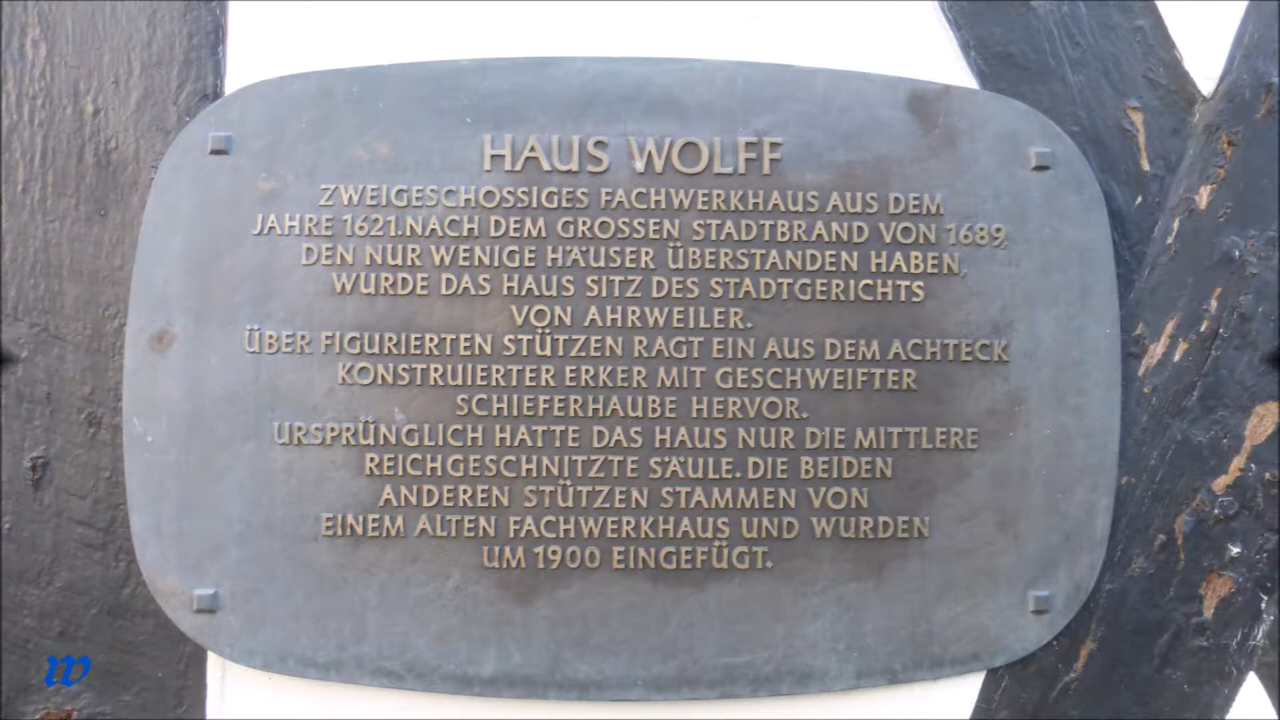 HAUS WOLFF
ZWEIGESCHOSSIGES FACHWERKHAUS AUS DEM
JAHRE 1621. NACH DEM GROSSEN STADTBRAND VON 1689,
DEN NUR WENIGE HÄUSER ÜBERSTANDEN HABEN,
WURDE DAS HAUS SITZ DES STADTGERICHTS
VON AHRWEILER.
ÜBER FIGURIERTEN STÜTZEN RAGT EIN AUS DEM ACHTECK
KONSTRUIERTER ERKER MIT GESCHWEIFTER
SCHIEFERHAUBE HERVOR.
URSPRÜNGLICH HATTE DAS HAUS NUR DIE MITTLERE
REICHGESCHNITZTE SÄULE. DIE BEIDEN
ANDEREN STÜTZEN STAMMEN VON
EINEM ALTEN FACHWERKHAUS UND WURDEN
UM 1900 EINGEFÜGT.
w